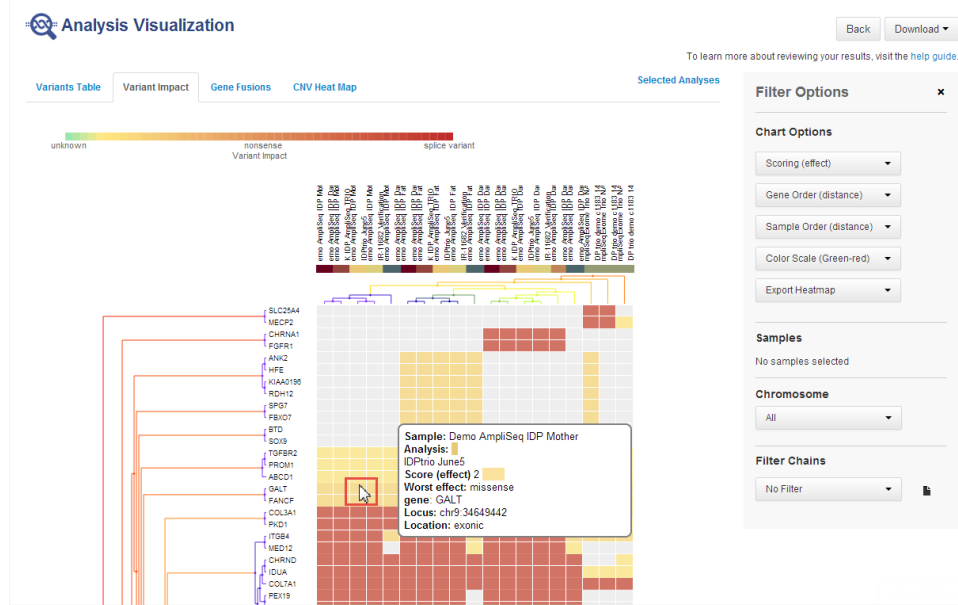 Analysis Visualization
Back
Download
To learn more about reviewing your results, visit the help guide.
Variants Table
Variant Impact
Gene Fusions
CNV Heat Map
Selected Analyses
Filter Options
×
Chart Options
Scoring (effect)
Gene Order (distance)
Sample Order (distance)
Color Scale (Green-red)
Export Heatmap
Samples
No samples selected
Chromosome
All
Filter Chains
No Filter
unknown
nonsense
splice variant
Variant Impact
SLC25A4
MECP2
CHRNA1
FGFR1
ANK2
HFE
KIAA0196
RDH12
SPG7
FBXO7
BTD
SOX9
TGFBR2
PROM1
ABCD1
GALT
FANCF
COL3A1
PKD1
ITGB4
MED12
CHRND
IDUA
COL7A1
PEX19
Sample: Demo AmpliSeq IDP Mother
Analysis:
IDPtrio June5
Score (effect) 2
Worst effect: missense
gene: GALT
Locus: chr9:34649442
Location: exonic